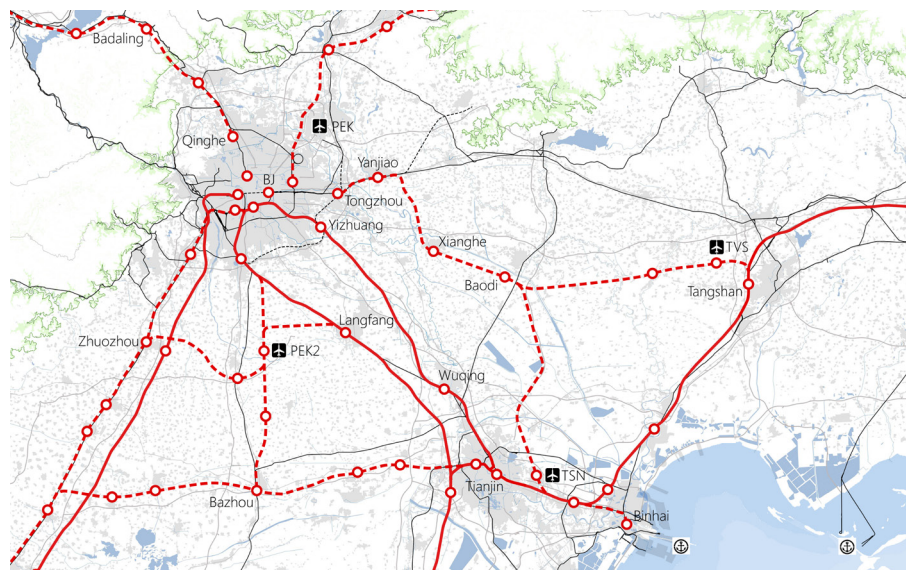 Badaling
PEK
Qinghe
Yanjiao
BJ
Tongzhou
Yizhuang
Xianghe
TVS
Baodi
Tangshan
Langfang
Zhuozhou
PEK2
Wuqing
TSN
Tianjin
Bazhou
Binhai